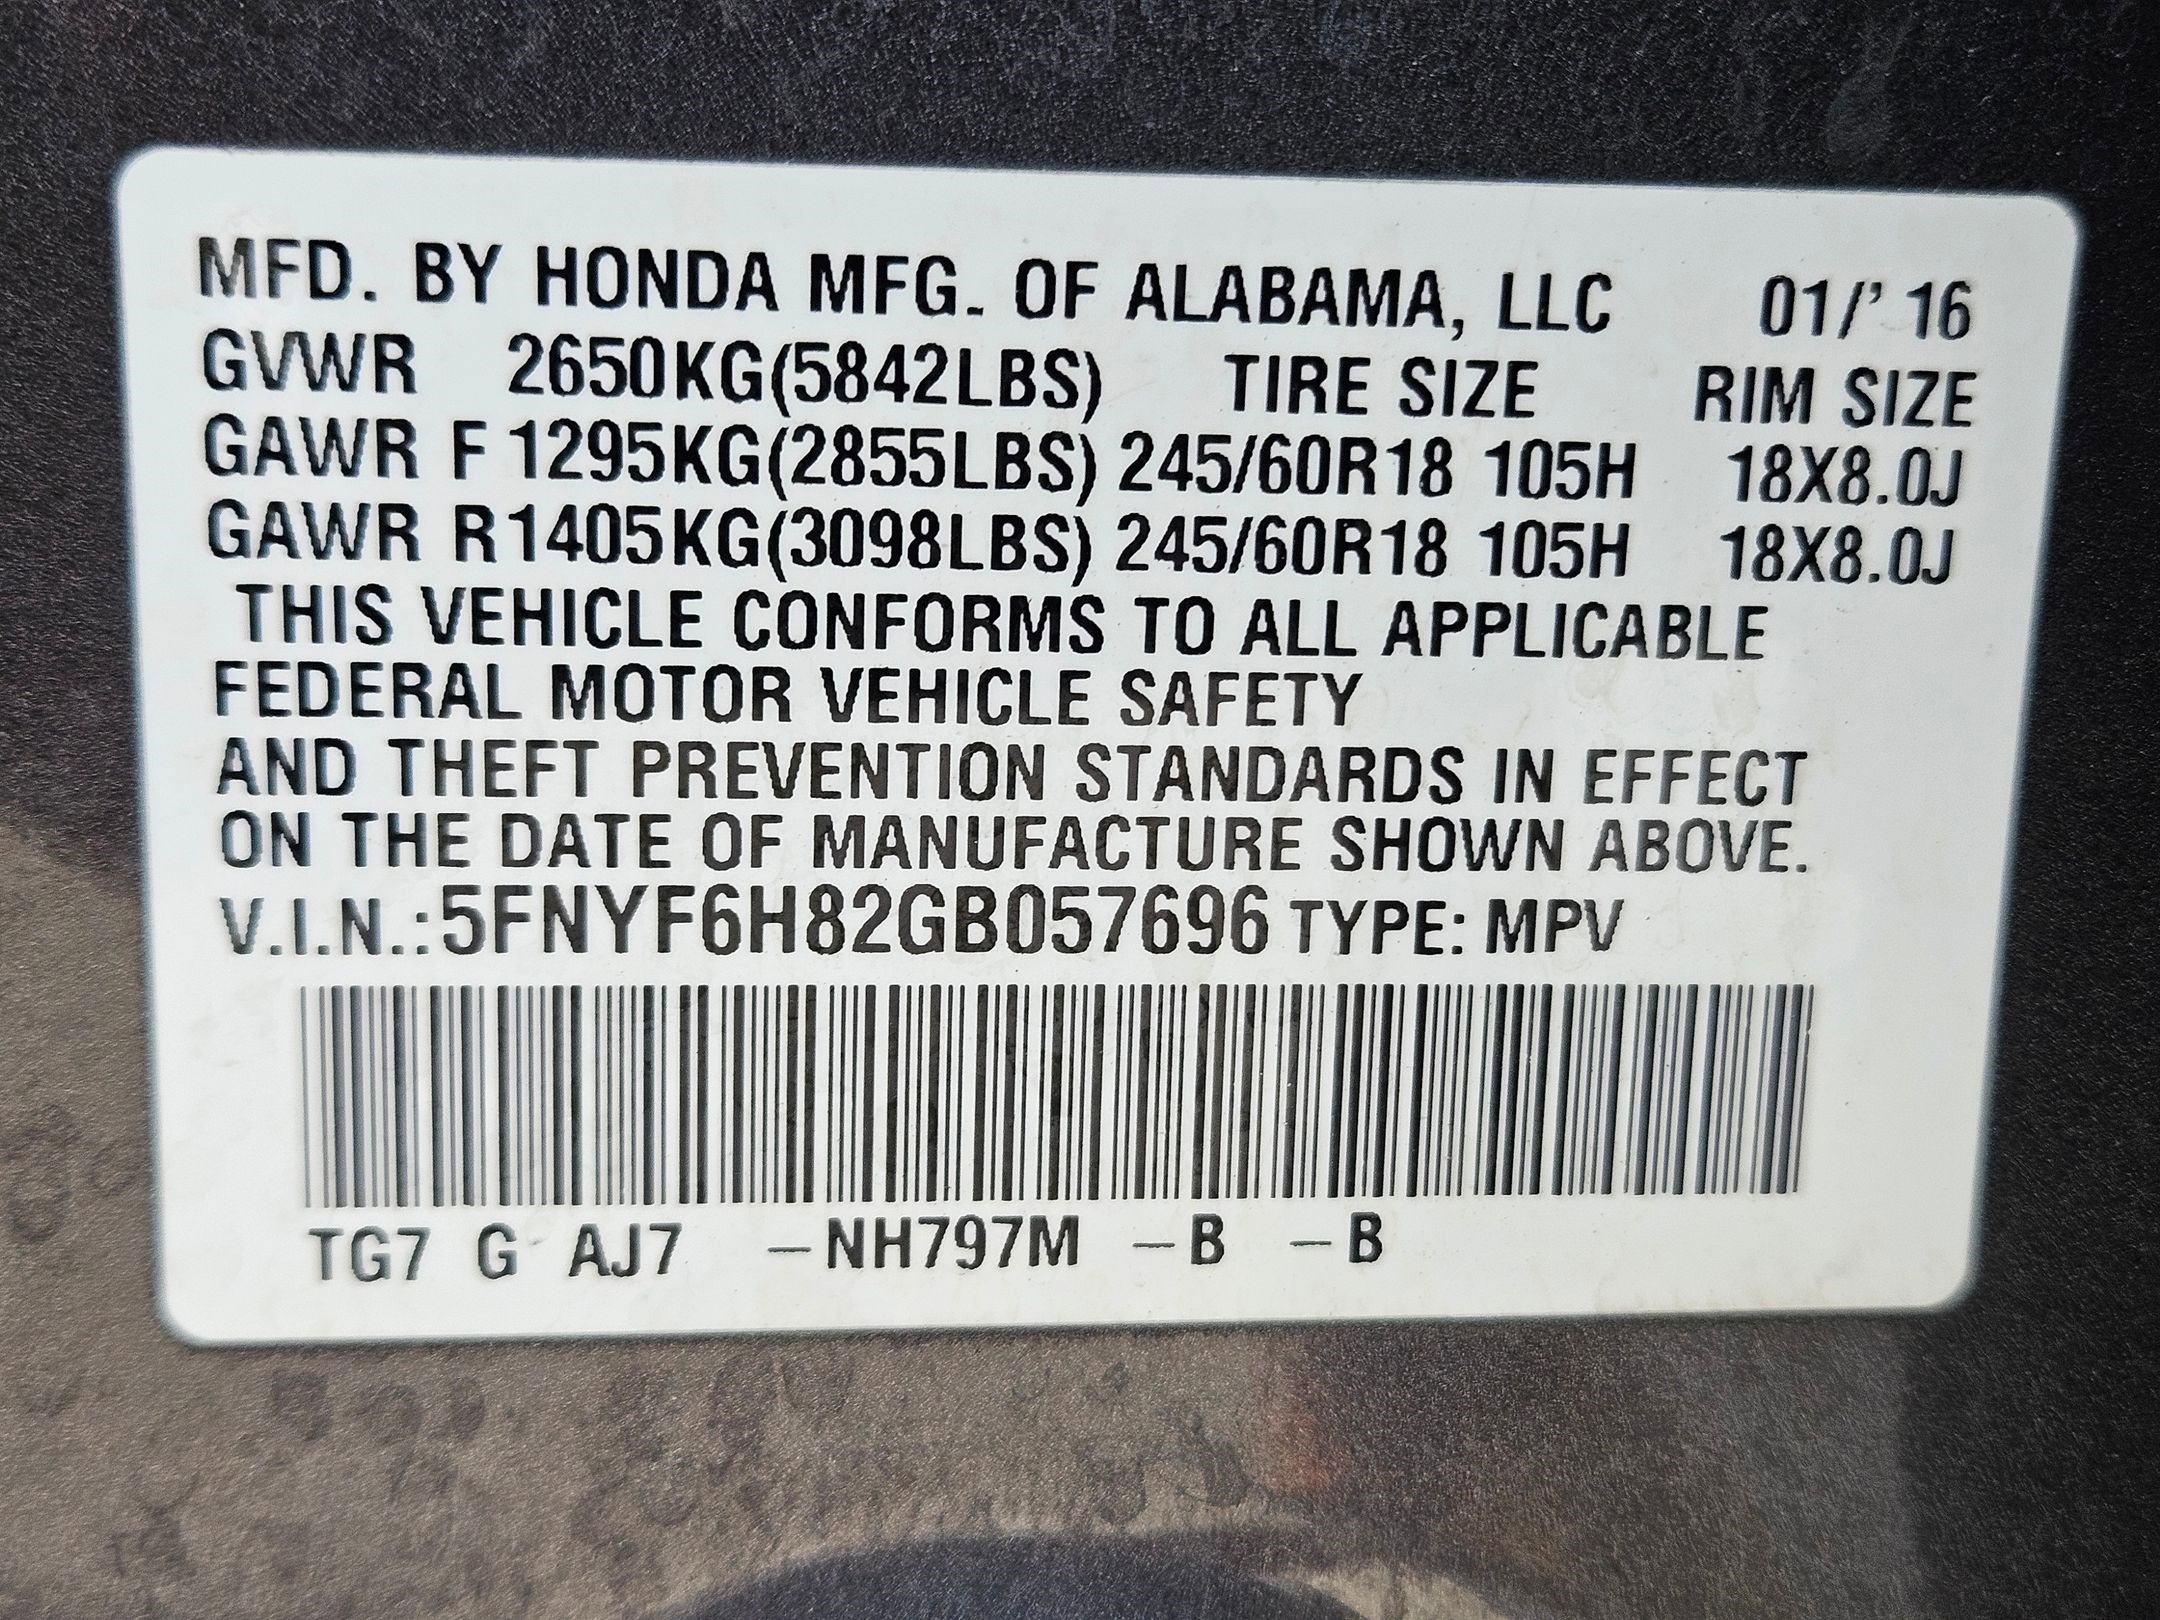 MFD. BY HONDA MFG. OF ALABAMA, LLC 01/'16
GVWR 2650KG(5842LBS) TIRE SIZE RIM SIZE
GAWR F 1295KG(2855LBS) 245/60R18 105H 18X8.0J
GAWR R1405KG(3098LBS) 245/60R18 105H 18X8.0J
THIS VEHICLE CONFORMS TO ALL APPLICABLE
FEDERAL MOTOR VEHICLE SAFETY
AND THEFT PREVENTION STANDARDS IN EFFECT
ON THE DATE OF MANUFACTURE SHOWN ABOVE.
V.I.N.:5FNYF6H82GB057696 TYPE: MPV
TG7 G AJ7 –NH797M –B –B